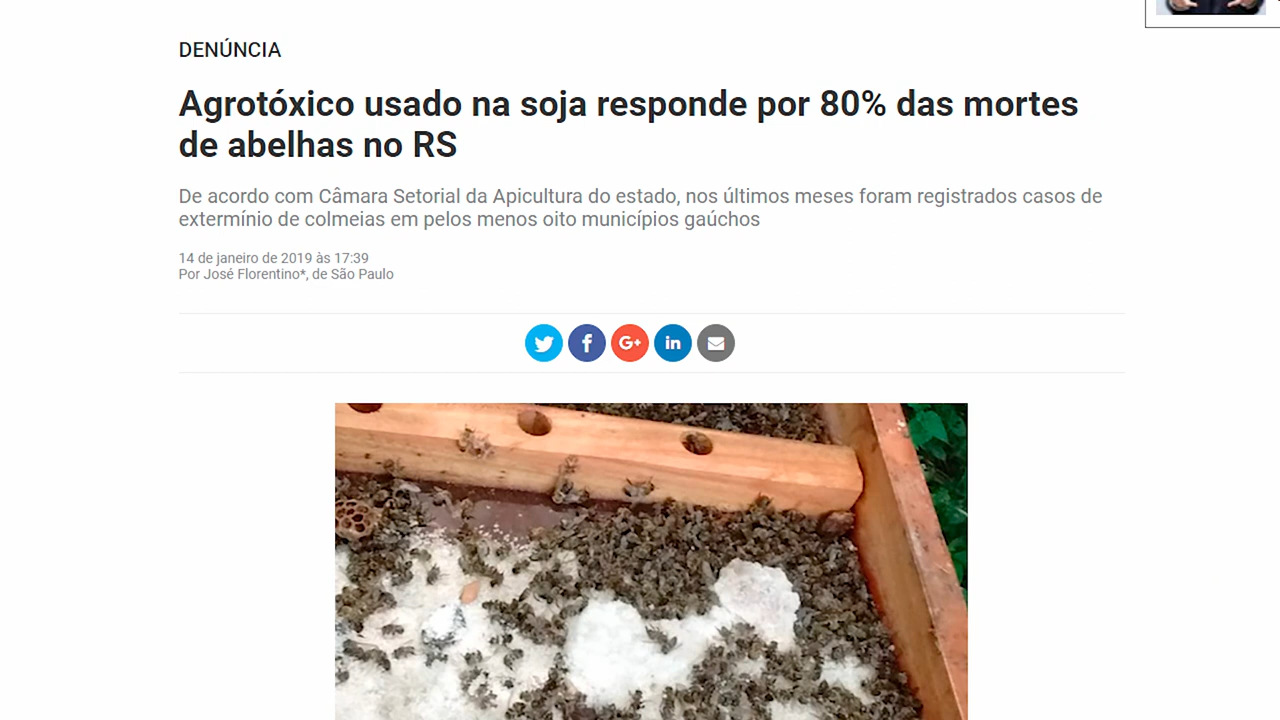 DENÚNCIA
Agrotóxico usado na soja responde por 80% das mortes
de abelhas no RS
De acordo com Câmara Setorial da Apicultura do estado, nos últimos meses foram registrados casos de
extermínio de colmeias em pelos menos oito municípios gaúchos
14 de janeiro de 2019 às 17:39
Por José Florentino*, de São Paulo